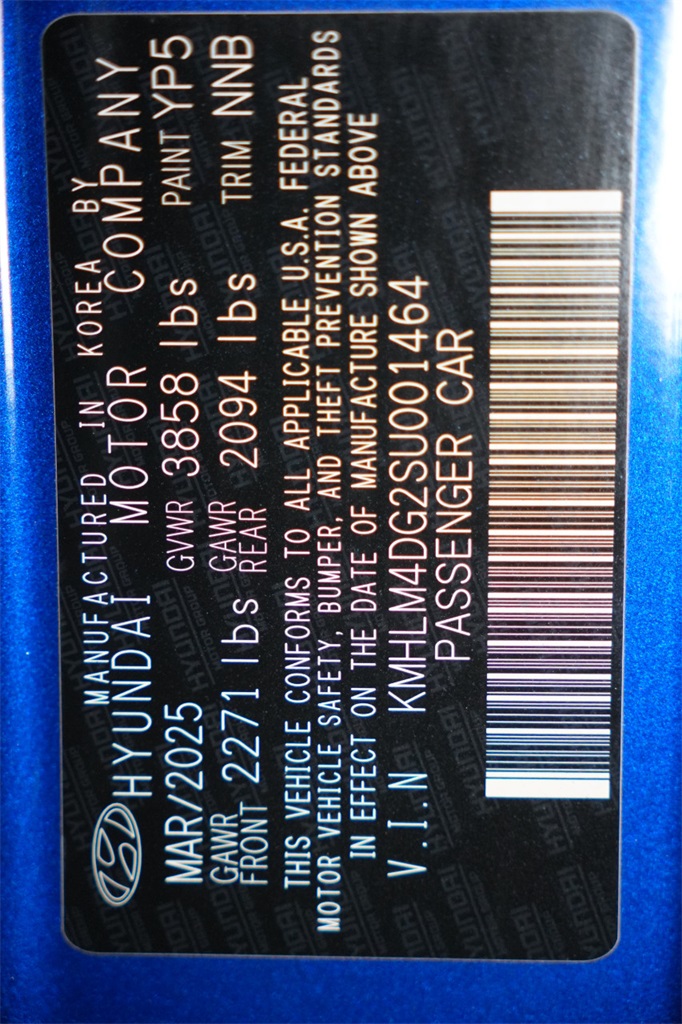 MANUFACTURED IN KOREA BY
HYUNDAI MOTOR COMPANY
MAR/2025 GVWR 3858 lbs PAINT YP5
GAWR FRONT 2271 lbs GAWR REAR 2094 lbs TRIM NNB
THIS VEHICLE CONFORMS TO ALL APPLICABLE U.S.A. FEDERAL
MOTOR VEHICLE SAFETY, BUMPER, AND THEFT PREVENTION STANDARDS
IN EFFECT ON THE DATE OF MANUFACTURE SHOWN ABOVE
V.I.N KMHLM4DG2SU001464
PASSENGER CAR